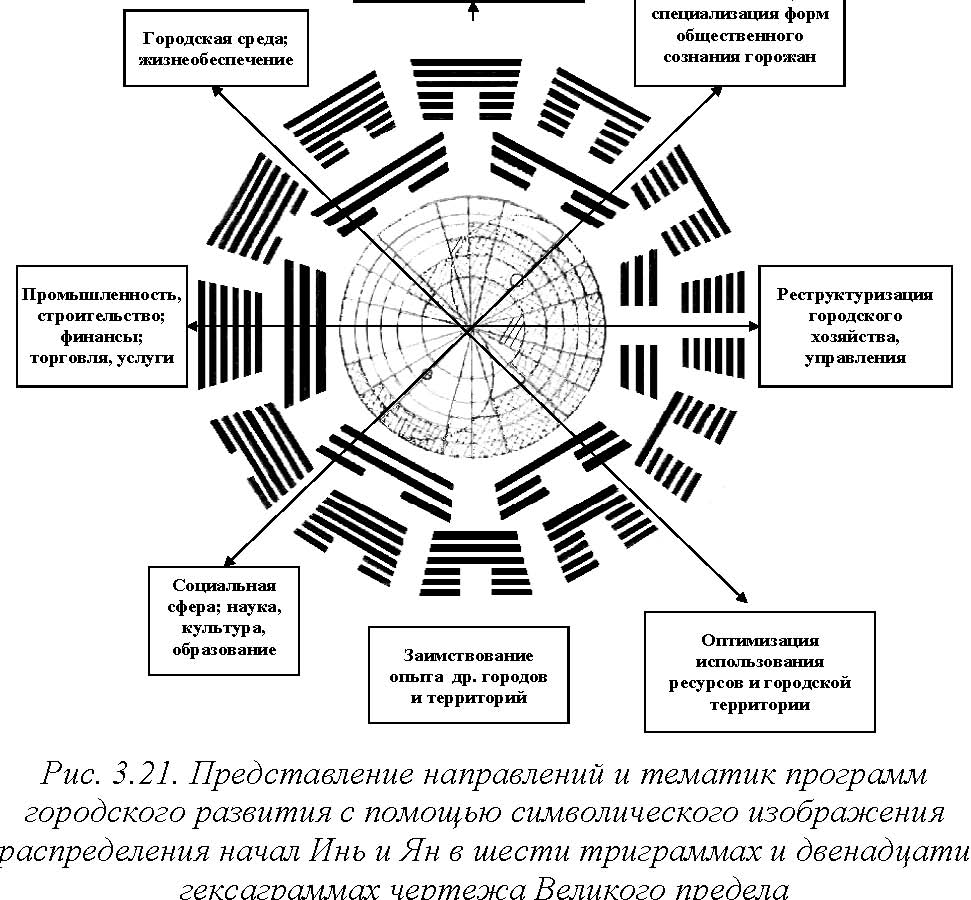 специализация форм
общественного
сознания горожан
Городская среда;
жизнеобеспечение
Промышленность,
строительство;
финансы;
торговля, услуги
Реструктуризация
городского
хозяйства,
управления
Социальная
сфера; наука,
культура,
образование
Заимствование
опыта др. городов
и территорий
Оптимизация
использования
ресурсов и городской
территории
Рис. 3.21. Представление направлений и тематик программ
городского развития с помощью символического изображения
распределения начал Инь и Ян в шести триграммах и двенадцати
гексаграммах чертежа Великого предела